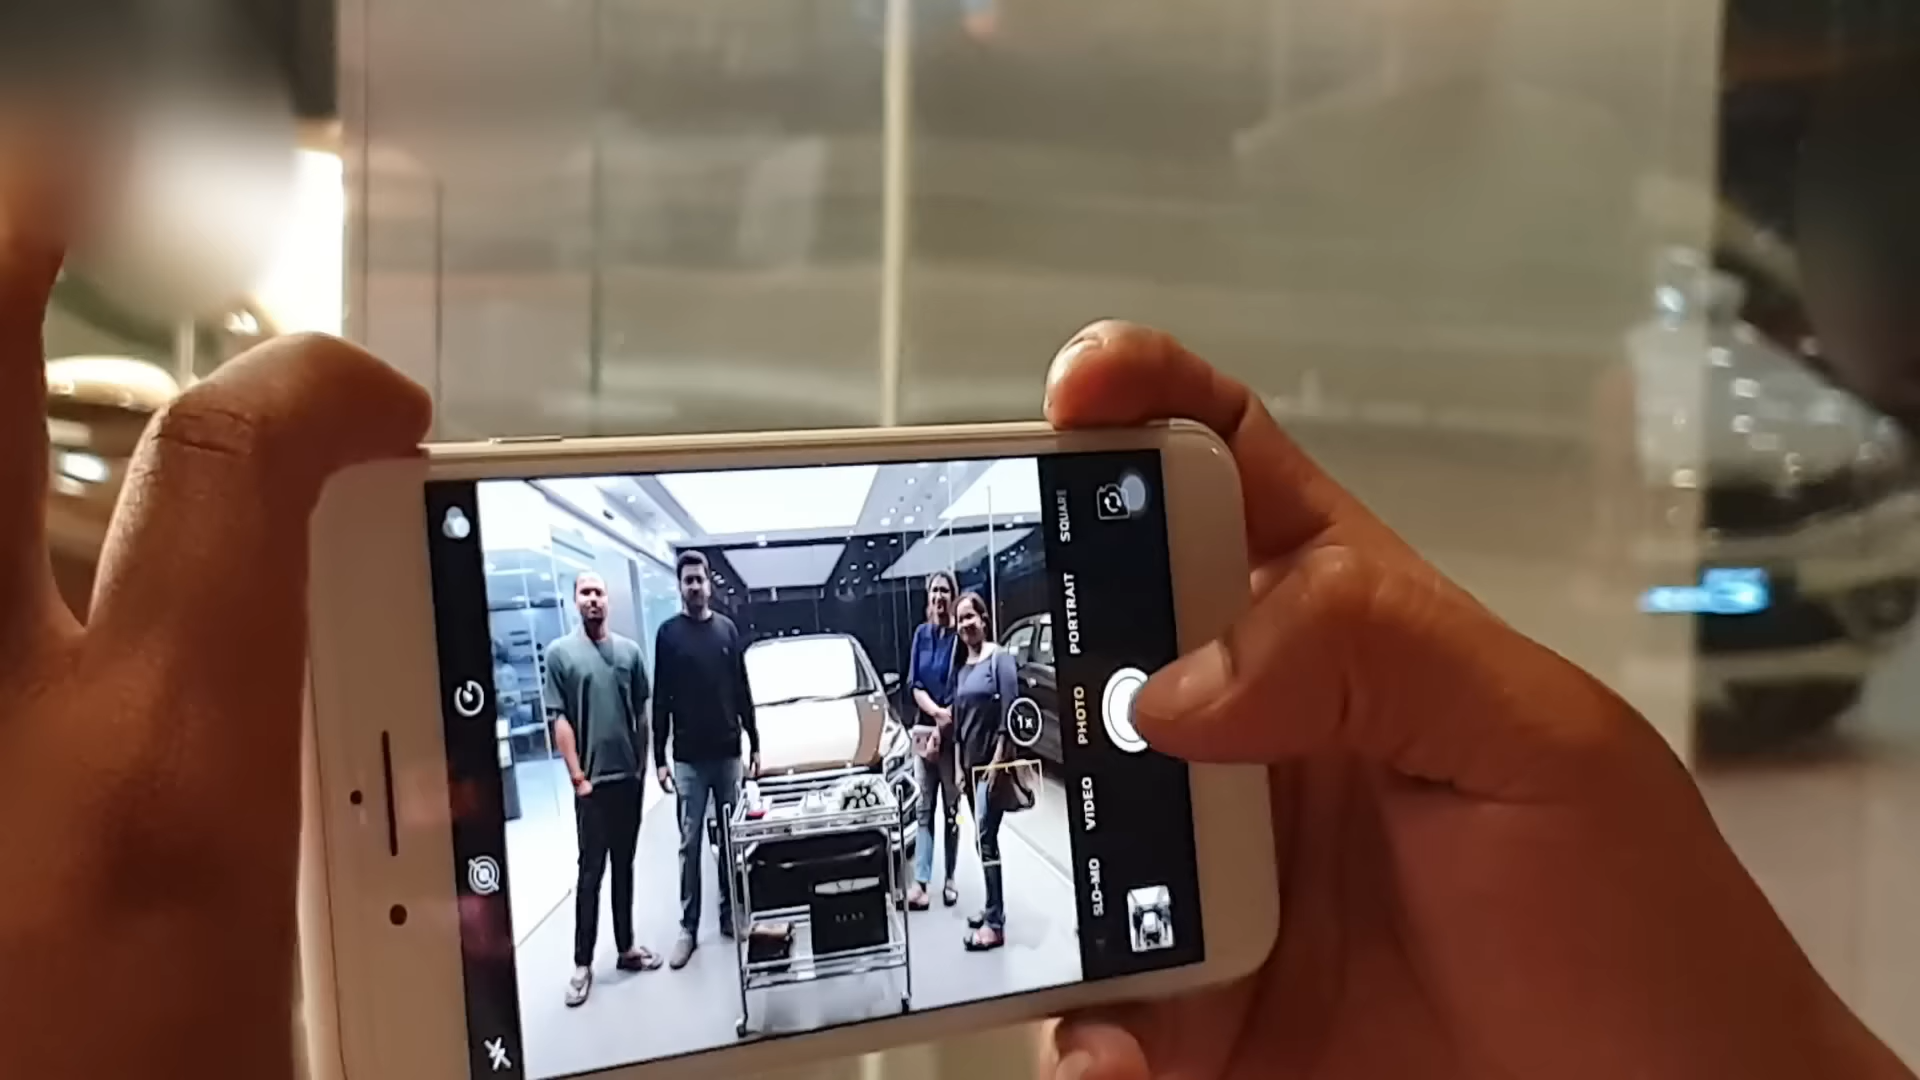 SQUARE
PORTRAIT
PHOTO
VIDEO
SLO-MO
1x